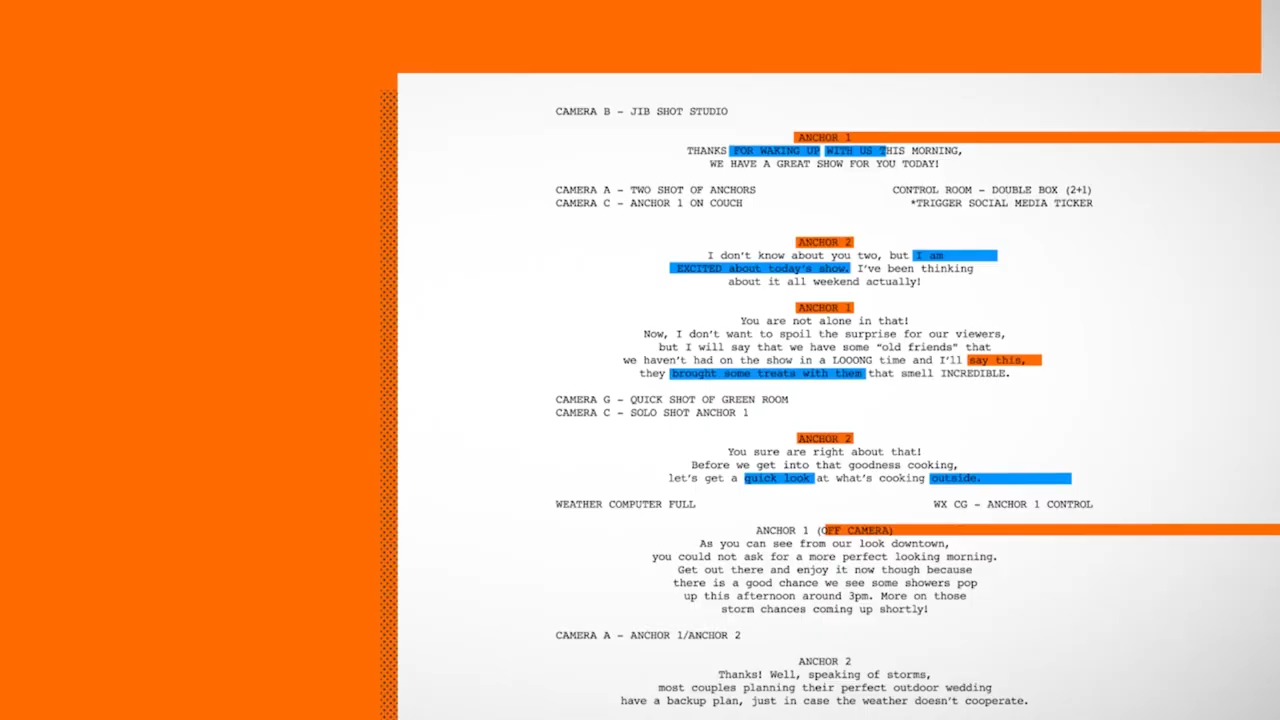 CAMERA B – JIB SHOT STUDIO
ANCHOR 1
THANKS FOR WAKING UP WITH US THIS MORNING,
WE HAVE A GREAT SHOW FOR YOU TODAY!
CAMERA A – TWO SHOT OF ANCHORS CONTROL ROOM – DOUBLE BOX (2+1)
CAMERA C – ANCHOR 1 ON COUCH *TRIGGER SOCIAL MEDIA TICKER
ANCHOR 2
I don't know about you two, but I am
EXCITED about today's show. I've been thinking
about it all weekend actually!
ANCHOR 1
You are not alone in that!
Now, I don't want to spoil the surprise for our viewers,
but I will say that we have some “old friends” that
we haven't had on the show in a LOOONG time and I'll say this,
they brought some treats with them that smell INCREDIBLE.
CAMERA G – QUICK SHOT OF GREEN ROOM
CAMERA C – SOLO SHOT ANCHOR 1
ANCHOR 2
You sure are right about that!
Before we get into that goodness cooking,
let's get a quick look at what's cooking outside.
WEATHER COMPUTER FULL WX CG – ANCHOR 1 CONTROL
ANCHOR 1 (OFF CAMERA)
As you can see from our look downtown,
you could not ask for a more perfect looking morning.
Get out there and enjoy it now though because
there is a good chance we see some showers pop
up this afternoon around 3pm. More on those
storm chances coming up shortly!
CAMERA A – ANCHOR 1/ANCHOR 2
ANCHOR 2
Thanks! Well, speaking of storms,
most couples planning their perfect outdoor wedding
have a backup plan, just in case the weather doesn't cooperate.